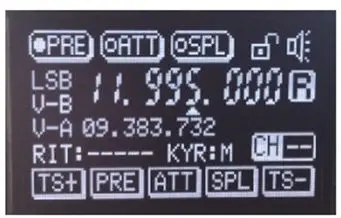 PRE ATT SPL
LSB 11.995.000 R
V-B
V-A 09.383.732
RIT:----- KYR:M CH--
TS+ PRE ATT SPL TS-